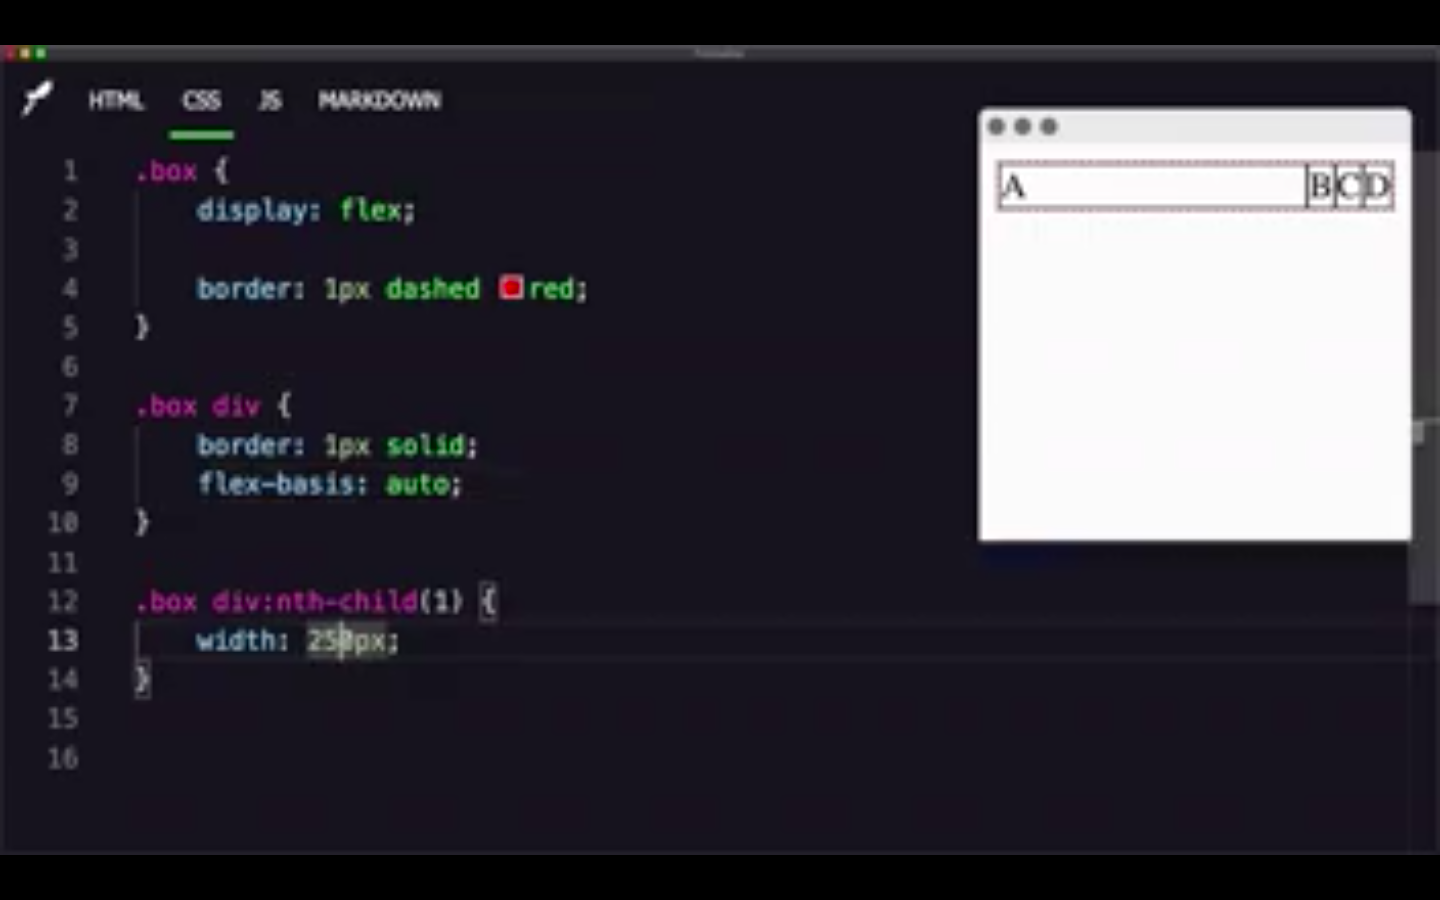 HTML CSS JS MARKDOWN
1 .box {
2 display: flex;
3
4 border: 1px dashed red;
5 }
6
7 .box div {
8 border: 1px solid;
9 flex-basis: auto;
10 }
11
12 .box div:nth-child(1) {
13 width: 250px;
14 }
15
16
A B C D